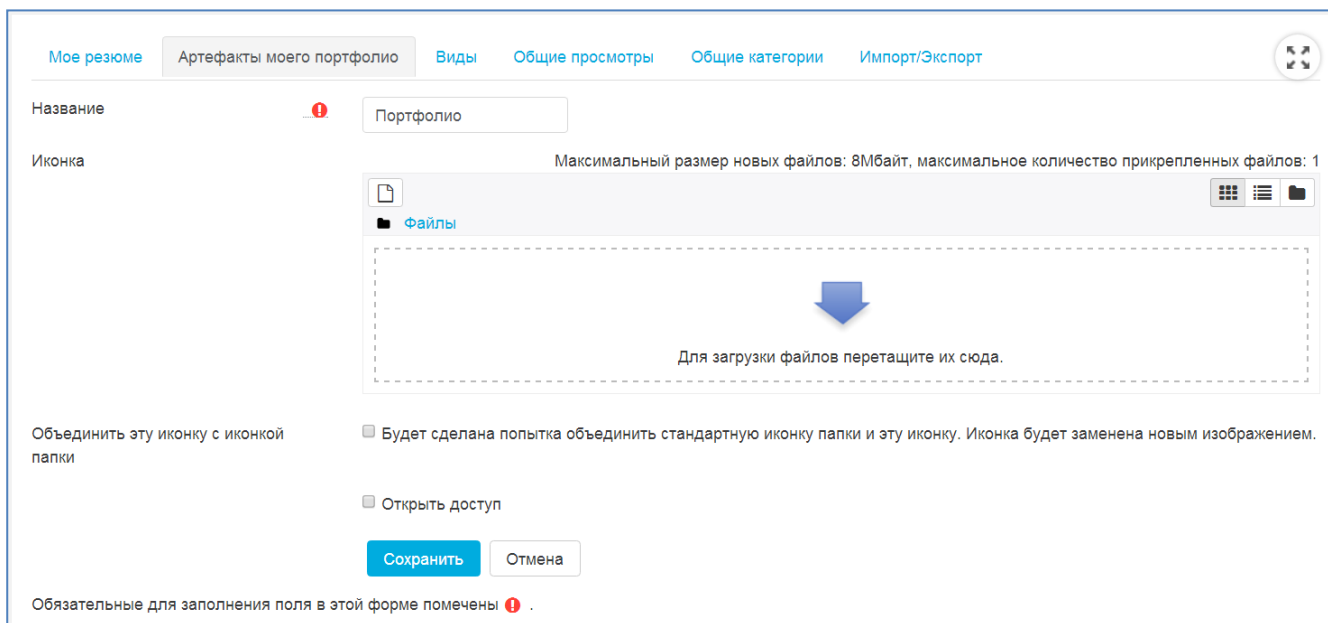 Мое резюме Артефакты моего портфолио Виды Общие просмотры Общие категории Импорт/Экспорт
Название
Портфолио
Иконка
Максимальный размер новых файлов: 8Мбайт, максимальное количество прикрепленных файлов: 1
Файлы
Для загрузки файлов перетащите их сюда.
Объединить эту иконку с иконкой
папки
Будет сделана попытка объединить стандартную иконку папки и эту иконку. Иконка будет заменена новым изображением.
Открыть доступ
Сохранить Отмена
Обязательные для заполнения поля в этой форме помечены .